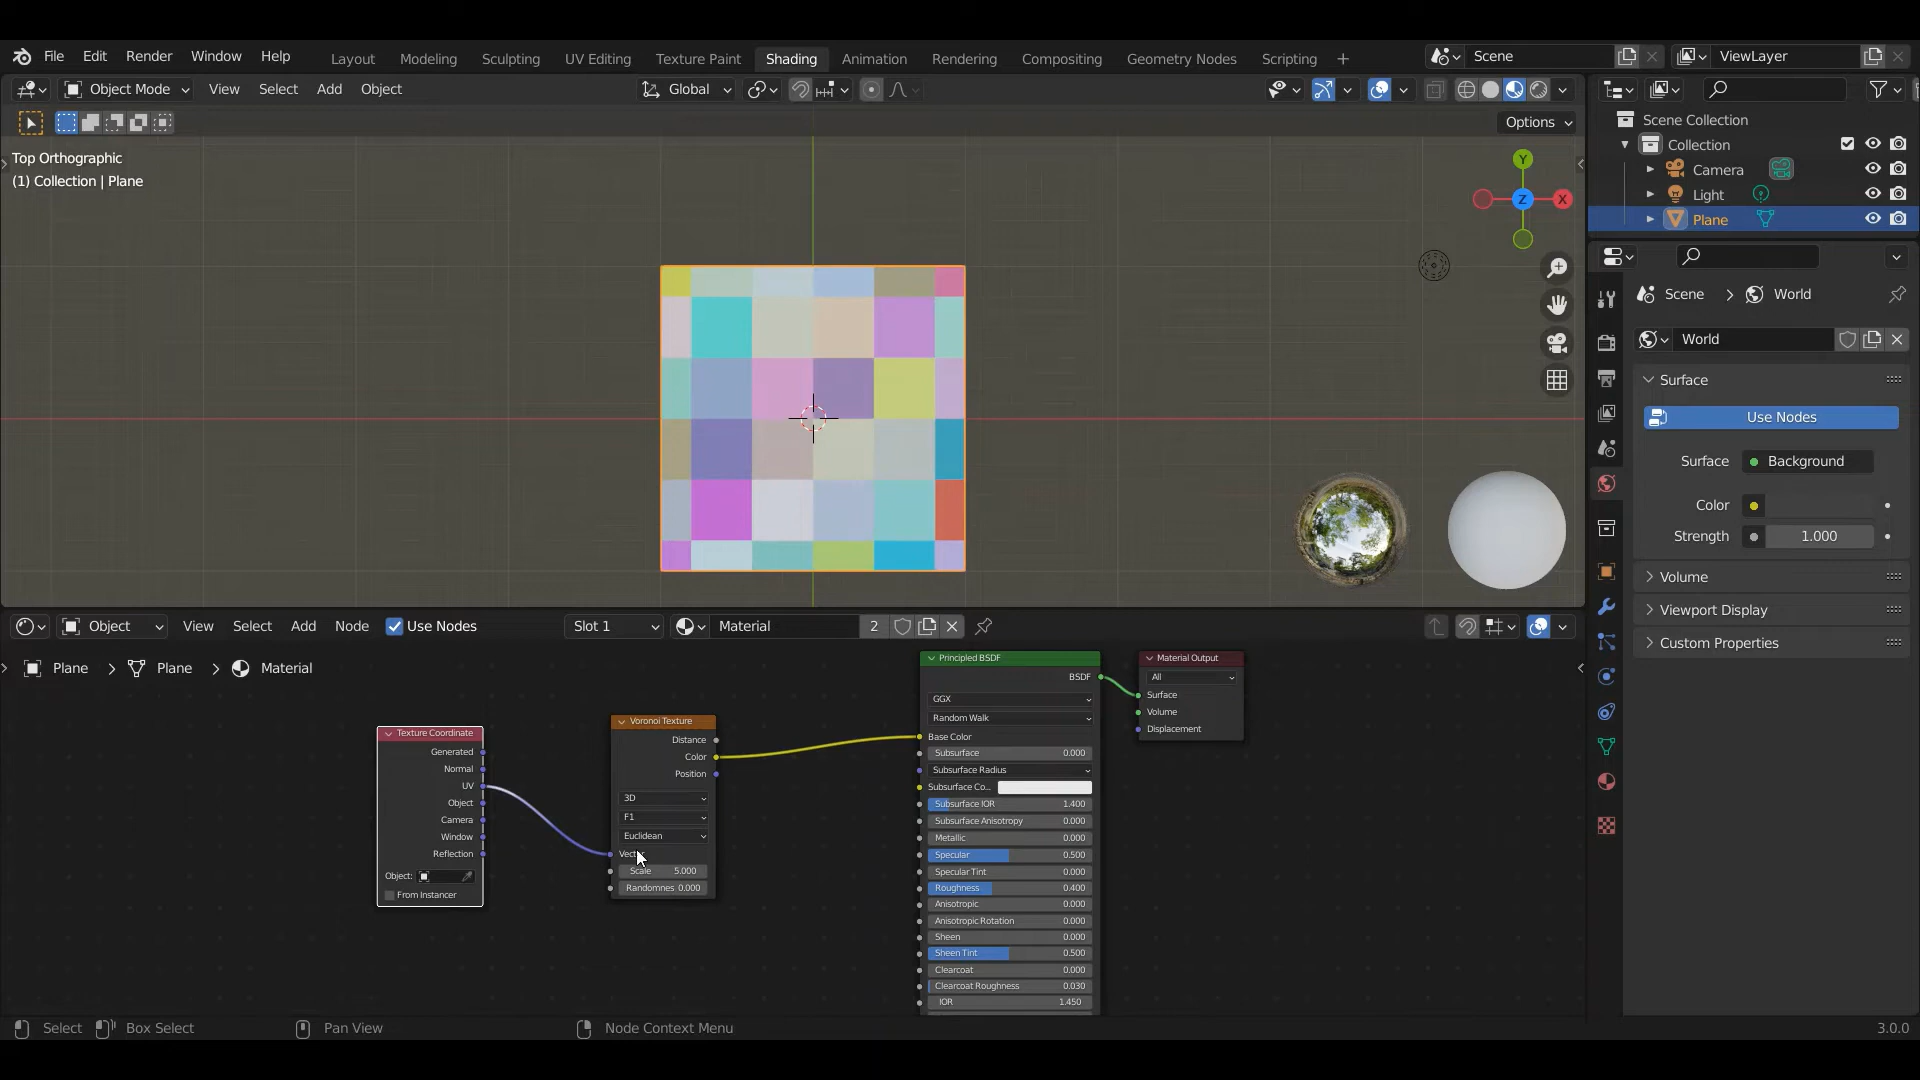 File Edit Render Window Help Layout Modeling Sculpting UV Editing Texture Paint Shading Animation Rendering Compositing Geometry Nodes Scripting + Scene ViewLayer
Object Mode View Select Add Object Global
Options
Top Orthographic
(1) Collection | Plane
Y
Z
X
Scene Collection
Collection
Camera
Light
Plane
Scene > World
World
Surface
Use Nodes
Surface Background
Color
Strength 1.000
Volume
Viewport Display
Custom Properties
Object View Select Add Node Use Nodes Slot 1 Material 2
Plane > Plane > Material
Texture Coordinate
Generated
Normal
UV
Object
Camera
Window
Reflection
Object:
From Instancer
Voronoi Texture
Distance
Color
Position
3D
F1
Euclidean
Scale 5.000
Randomnes 0.000
Principled BSDF
BSDF
GGX
Random Walk
Base Color
Subsurface 0.000
Subsurface Radius
Subsurface Co...
Subsurface IOR 1.400
Subsurface Anisotropy 0.000
Metallic 0.000
Specular 0.500
Specular Tint 0.000
Roughness 0.400
Anisotropic 0.000
Anisotropic Rotation 0.000
Sheen 0.000
Sheen Tint 0.500
Clearcoat 0.000
Clearcoat Roughness 0.030
IOR 1.450
Material Output
All
Surface
Volume
Displacement
Select Box Select Pan View Node Context Menu 3.0.0